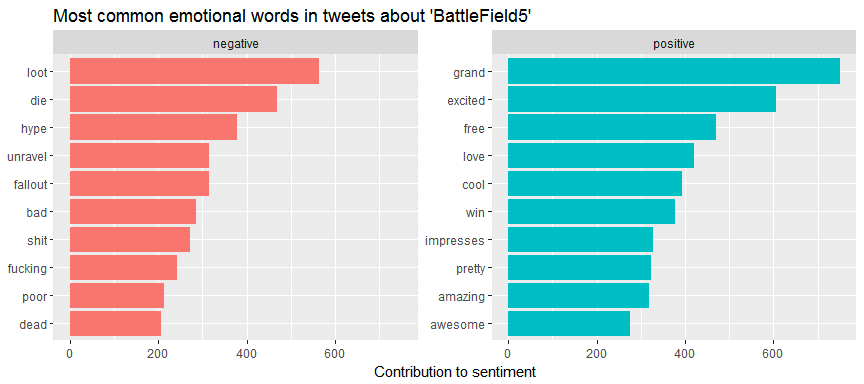 Most common emotional words in tweets about 'BattleField5'
negative
loot
die
hype
unravel
fallout
bad
shit
fucking
poor
dead
0 200 400 600
positive
grand
excited
free
love
cool
win
impresses
pretty
amazing
awesome
0 200 400 600
Contribution to sentiment